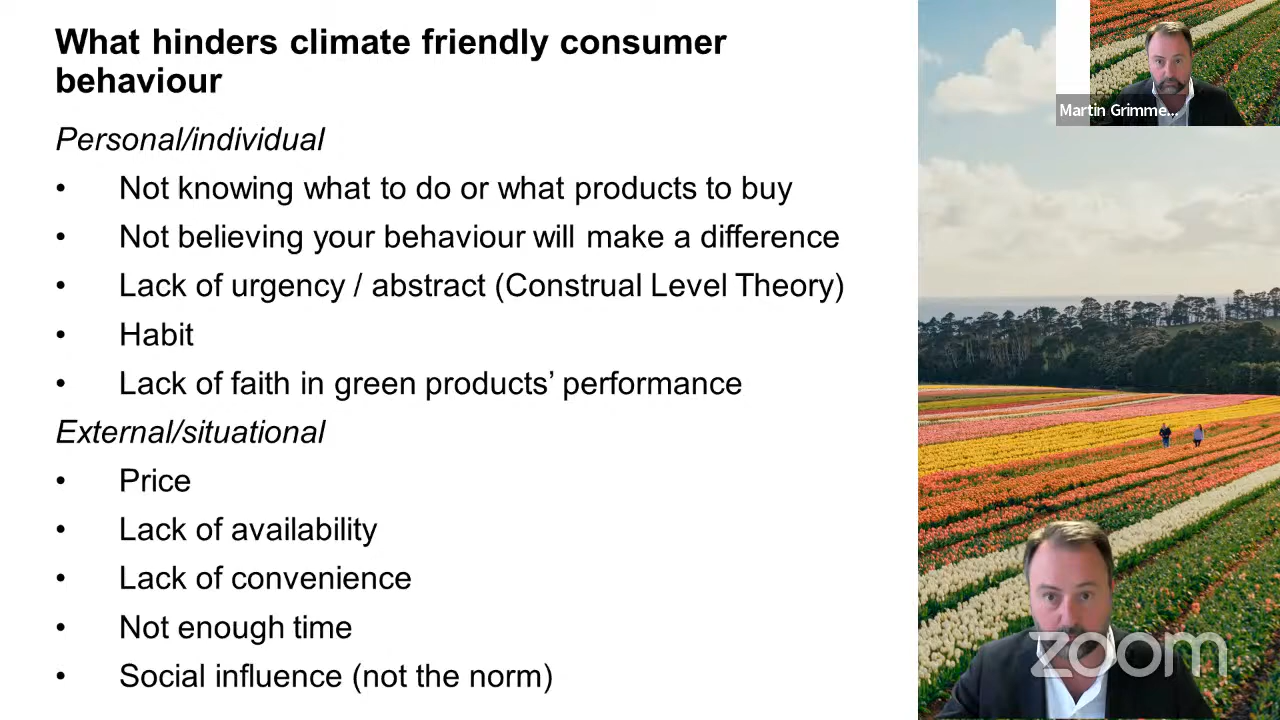 What hinders climate friendly consumer
behaviour
Personal/individual
• Not knowing what to do or what products to buy
• Not believing your behaviour will make a difference
• Lack of urgency / abstract (Construal Level Theory)
• Habit
• Lack of faith in green products’ performance
External/situational
• Price
• Lack of availability
• Lack of convenience
• Not enough time
• Social influence (not the norm)
Martin Grimme...
zoom